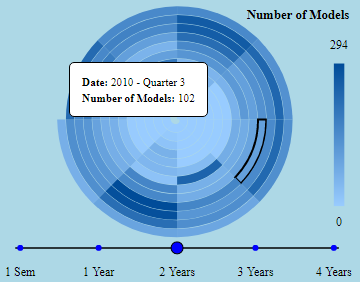 Number of Models
294
Date: 2010 - Quarter 3
Number of Models: 102
0
1 Sem
1 Year
2 Years
3 Years
4 Years